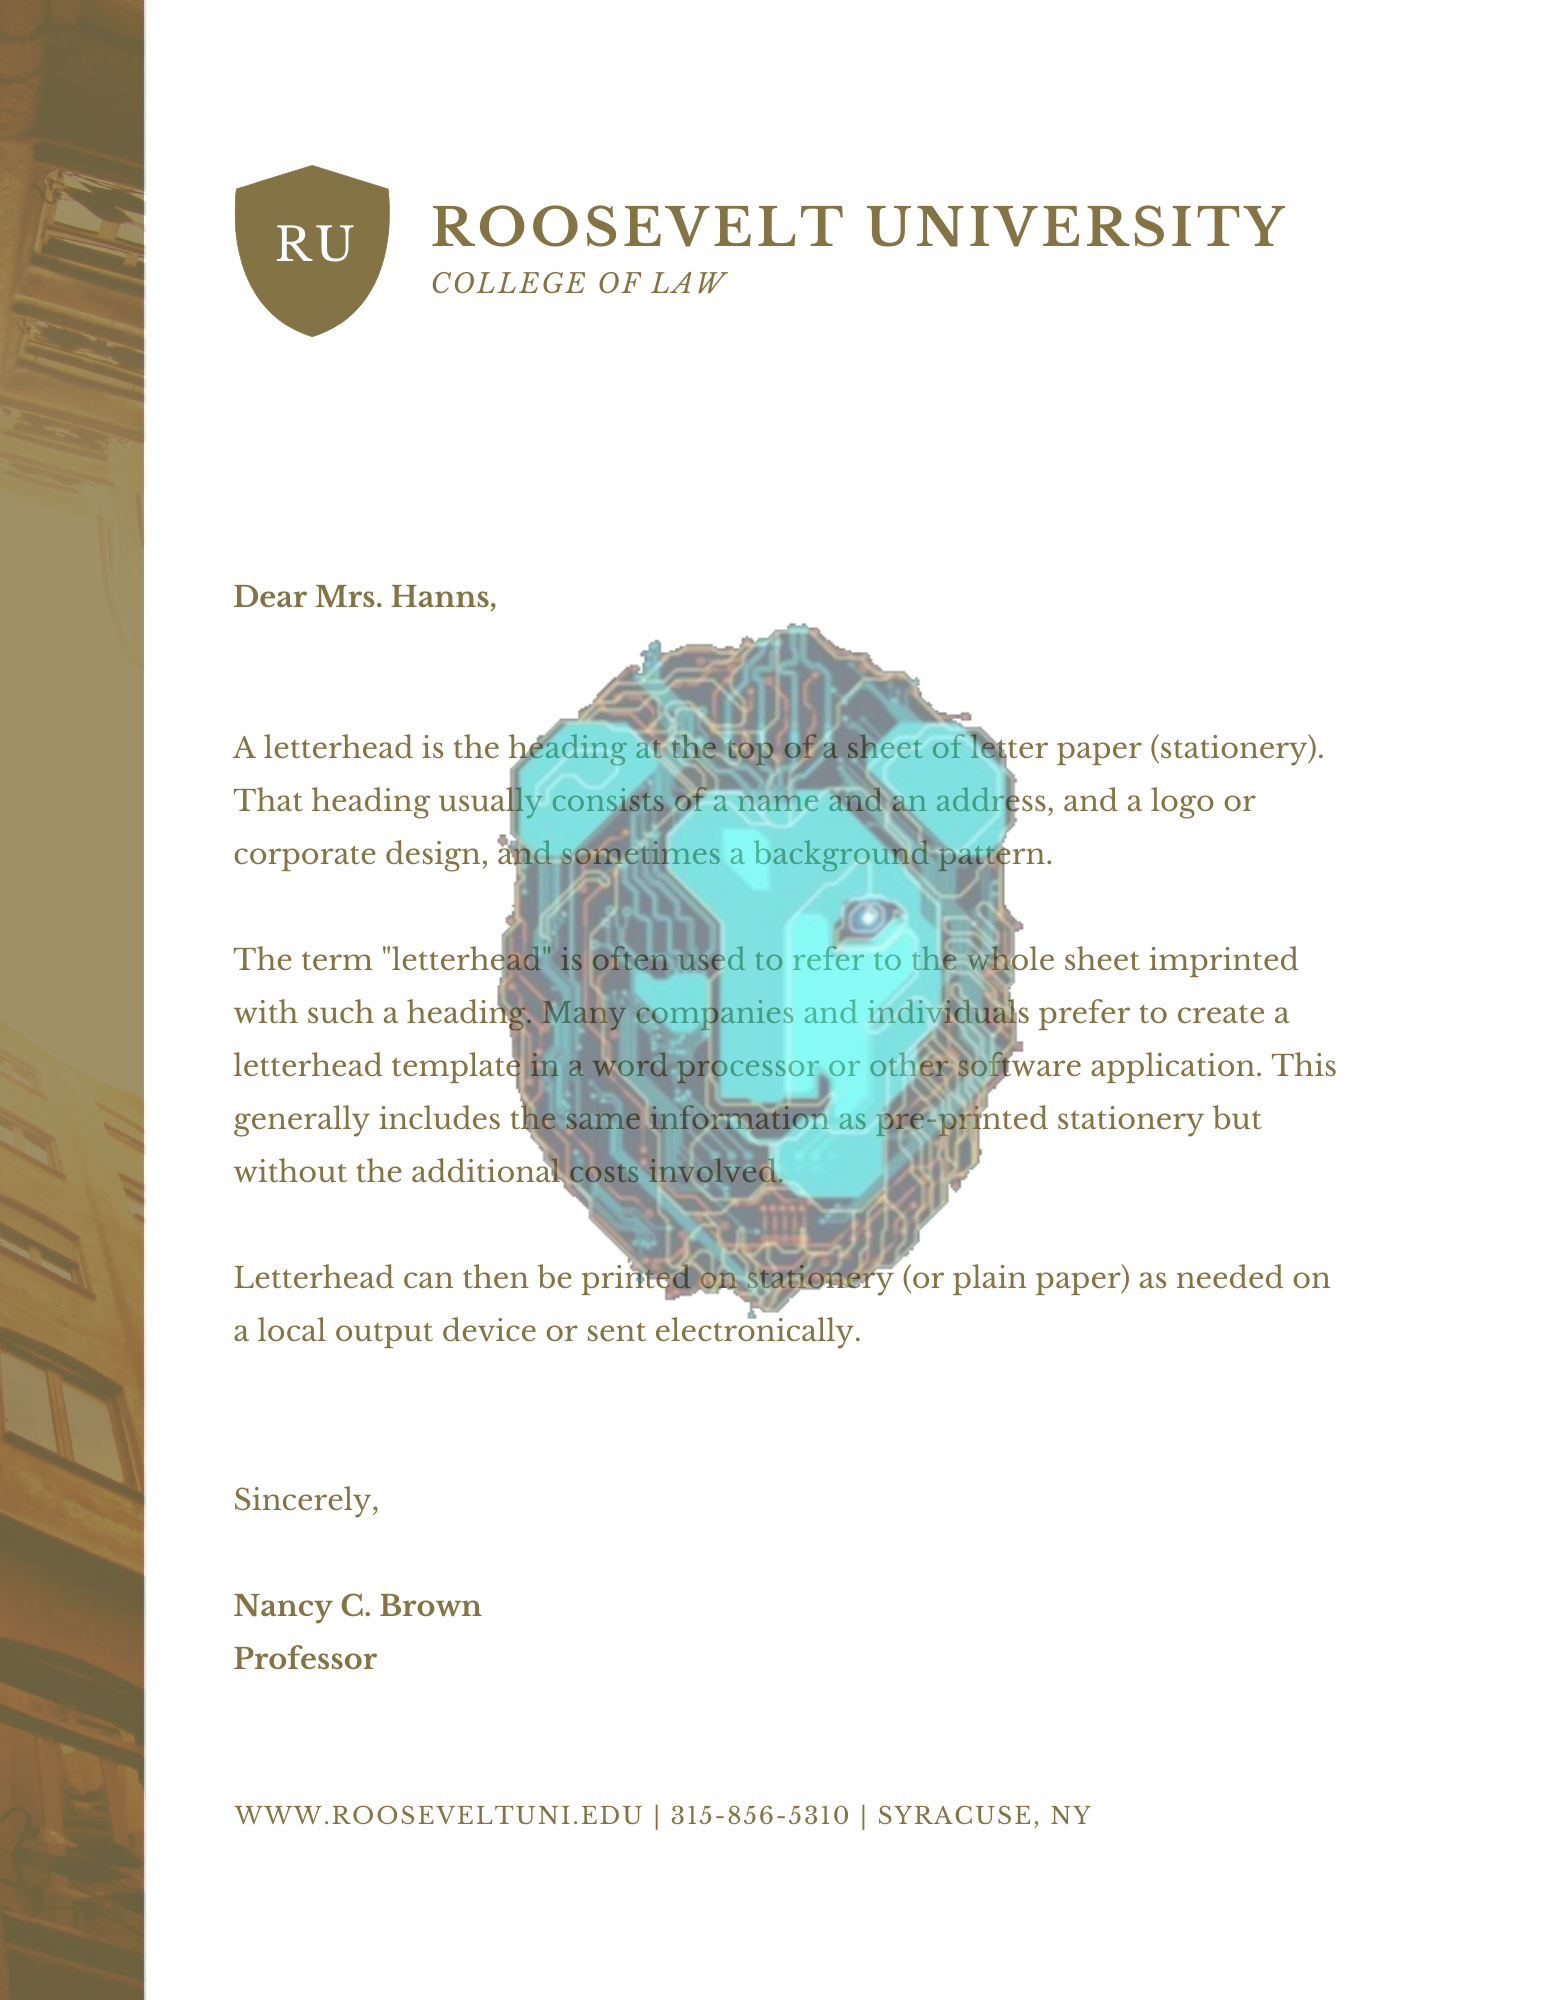 RU
ROOSEVELT UNIVERSITY
COLLEGE OF LAW
Dear Mrs. Hanns,
A letterhead is the heading at the top of a sheet of letter paper (stationery).
That heading usually consists of a name and an address, and a logo or
corporate design, and sometimes a background pattern.
The term "letterhead" is often used to refer to the whole sheet imprinted
with such a heading. Many companies and individuals prefer to create a
letterhead template in a word processor or other software application. This
generally includes the same information as pre-printed stationery but
without the additional costs involved.
Letterhead can then be printed on stationery (or plain paper) as needed on
a local output device or sent electronically.
Sincerely,
Nancy C. Brown
Professor
WWW.ROOSEVELTUNI.EDU | 315-856-5310 | SYRACUSE, NY